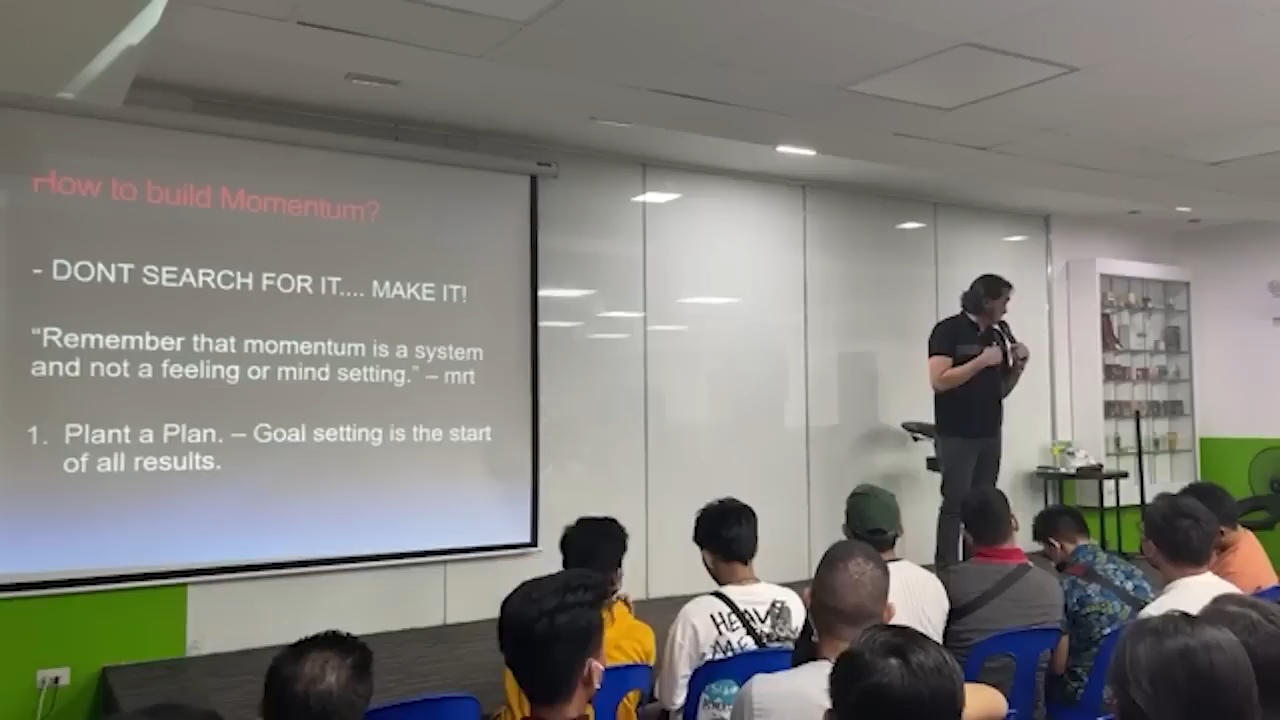 How to build Momentum?
- DONT SEARCH FOR IT.... MAKE IT!
“Remember that momentum is a system
and not a feeling or mind setting.” – mrt
1. Plant a Plan. – Goal setting is the start
of all results.
HEAVY